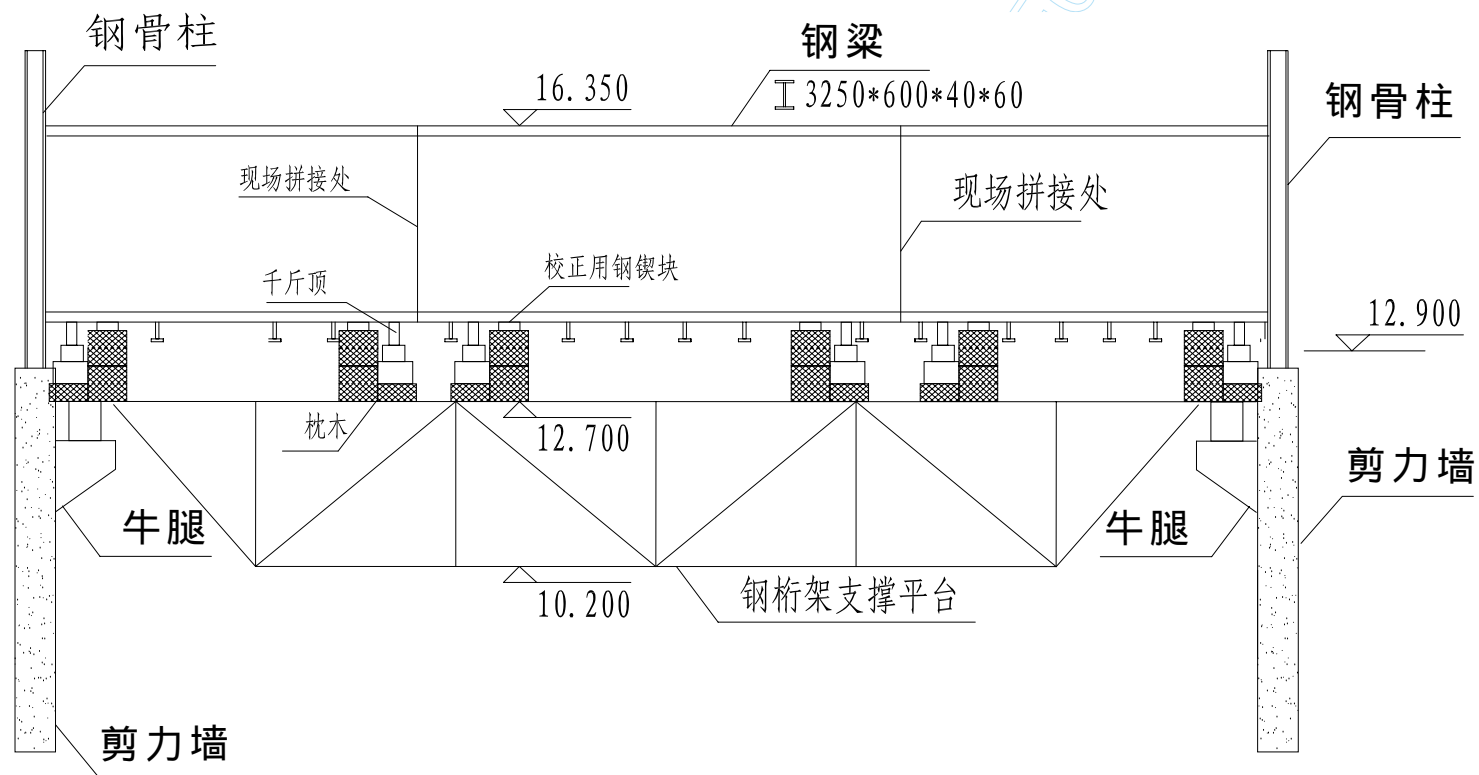 钢骨柱
钢梁
16.350
工 3250*600*40*60
钢骨柱
现场拼接处
现场拼接处
千斤顶
校正用钢锲块
12.900
枕木
12.700
剪力墙
牛腿
牛腿
10.200
钢桁架支撑平台
剪力墙